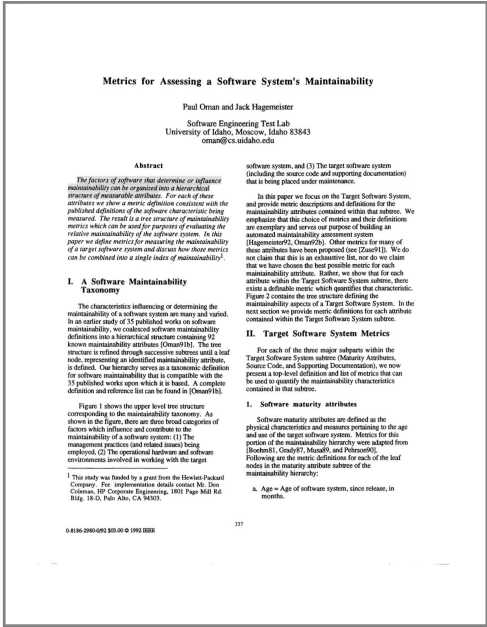 Metrics for Assessing a Software System's Maintainability
Paul Oman and Jack Hagemeister
Software Engineering Test Lab
University of Idaho, Moscow, Idaho 83843
oman@cs.uidaho.edu
Abstract
The factors of software that determine or influence
maintainability can be organized into a hierarchical
structure of measurable attributes. For each of these
attributes we show a metric definition consistent with the
published definitions of the software characteristic being
measured. The result is a tree structure of maintainability
metrics which can be used for purposes of evaluating the
relative maintainability of the software system. In this
paper we define metrics for measuring the maintainability
of a target software system and discuss how those metrics
can be combined into a single index of maintainability1.
I. A Software Maintainability
Taxonomy
The characteristics influencing or determining the
maintainability of a system are many and varied.
In an earlier study of 35 published works on software
maintainability, we coalesced software maintainability
definitions into a hierarchical structure containing 92
known maintainability attributes [Oman91b]. The tree
structure is refined through successive subtrees until a leaf
node, representing an identified maintainability attribute,
is defined. Our hierarchy serves as a taxonomic definition
for software maintainability that is compatible with the
35 published works upon which it is based. A complete
definition and reference list can be found in [Oman91b].
Figure 1 shows the upper level tree structure
corresponding to the maintainability taxonomy. As
shown in the figure, there are three broad categories of
factors which influence and contribute to the
maintainability of a software system: (1) The
management practices (and related issues) being
employed, (2) The operational hardware and software
environments involved in working with the target
1 This study was funded by a grant from the Hewlett-Packard
Company. For implementation details contact Mr. Don
Coleman, HP Corporate Engineering, 1801 Page Mill Rd.
Bldg. 18-D, Palo Alto, CA 94303.
software system, and (3) The target software system
(including the source code and supporting documentation)
that is being placed under maintenance.
In this paper we focus on the Target Software System,
and provide metric descriptions and definitions for the
maintainability attributes contained within that subtree. We
emphasize that this choice of metrics and their definitions
are exemplary and serves our purpose of building an
automated maintainability assessment system
[Hagemeister92, Oman92b]. Other metrics for many of
these attributes have been proposed (see [Zuse91]). We do
not claim that this is an exhaustive list, nor do we claim
that we have chosen the best possible metric for each
maintainability attribute. Rather, we show that for each
attribute within the Target Software System subtree, there
exists a definable metric which quantifies that characteristic.
Figure 2 contains the tree structure defining the
maintainability aspects of a Target Software System. In the
next section we provide metric definitions for each attribute
contained within the Target Software System subtree.
II. Target Software System Metrics
For each of the three major subparts within the
Target Software System subtree (Maturity Attributes,
Source Code, and Supporting Documentation), we now
present a top-level definition and list of metrics that can
be used to quantify the maintainability characteristics
contained in that subtree.
1. Software maturity attributes
Software maturity attributes are defined as the
physical characteristics and measures pertaining to the age
and use of the target software system. Metrics for this
portion of the maintainability hierarchy were adapted from
[Boehm81, Grady87, Musa89, and Pehrson90].
Following are the metric definitions for each of the leaf
nodes in the maturity attribute subtree of the
maintainability hierarchy:
a. Age = Age of software system, since release, in
months.
337
0-8186-2980-0/92 $03.00 © 1992 IEEE